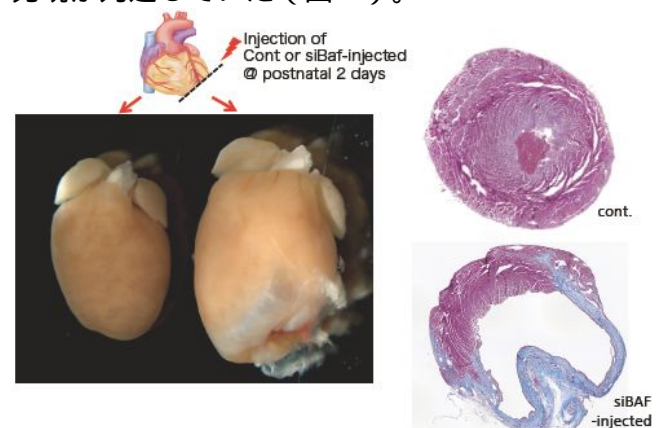 Injection of
Cont or siBaf-injected
@ postnatal 2 days
cont.
siBAF
-injected